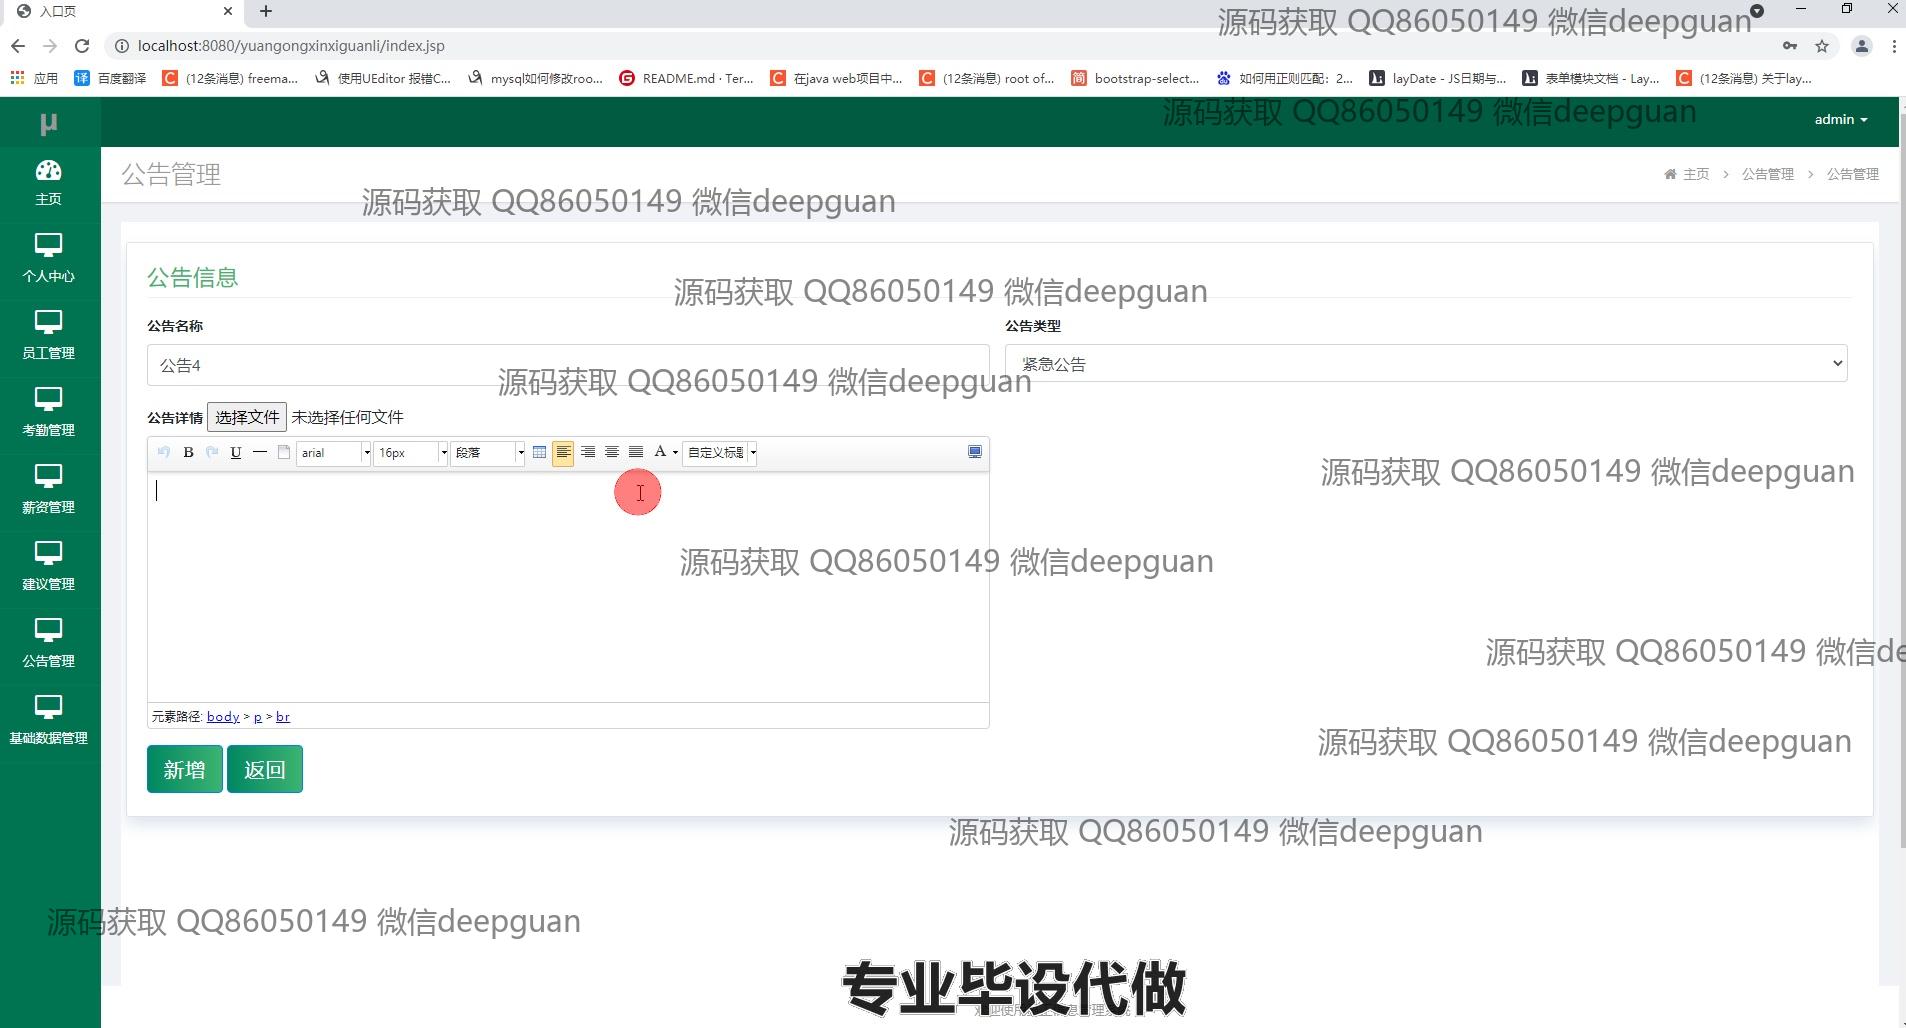 入口页
源码获取 QQ86050149 微信deepguan
localhost:8080/yuangongxinxiguanli/index.jsp
应用 百度翻译 (12条消息) freema... 使用UEditor 报错C... mysql如何修改roo... README.md · Ter... 在java web项目中... (12条消息) root of... bootstrap-select... 如何用正则匹配：2... layDate - JS日期与... 表单模块文档 - Lay... (12条消息) 关于lay...
源码获取 QQ86050149 微信deepguan
μ
admin
主页
公告管理
主页 > 公告管理 > 公告管理
源码获取 QQ86050149 微信deepguan
个人中心
公告信息
源码获取 QQ86050149 微信deepguan
公告名称
公告类型
员工管理
公告4
紧急公告
源码获取 QQ86050149 微信deepguan
公告详情 选择文件 未选择任何文件
考勤管理
B U arial 16px 段落 A 自定义标题
源码获取 QQ86050149 微信deepguan
薪资管理
源码获取 QQ86050149 微信deepguan
建议管理
源码获取 QQ86050149 微信de
公告管理
元素路径: body > p > br
基础数据管理
源码获取 QQ86050149 微信deepguan
新增 返回
源码获取 QQ86050149 微信deepguan
源码获取 QQ86050149 微信deepguan
专业毕设代做